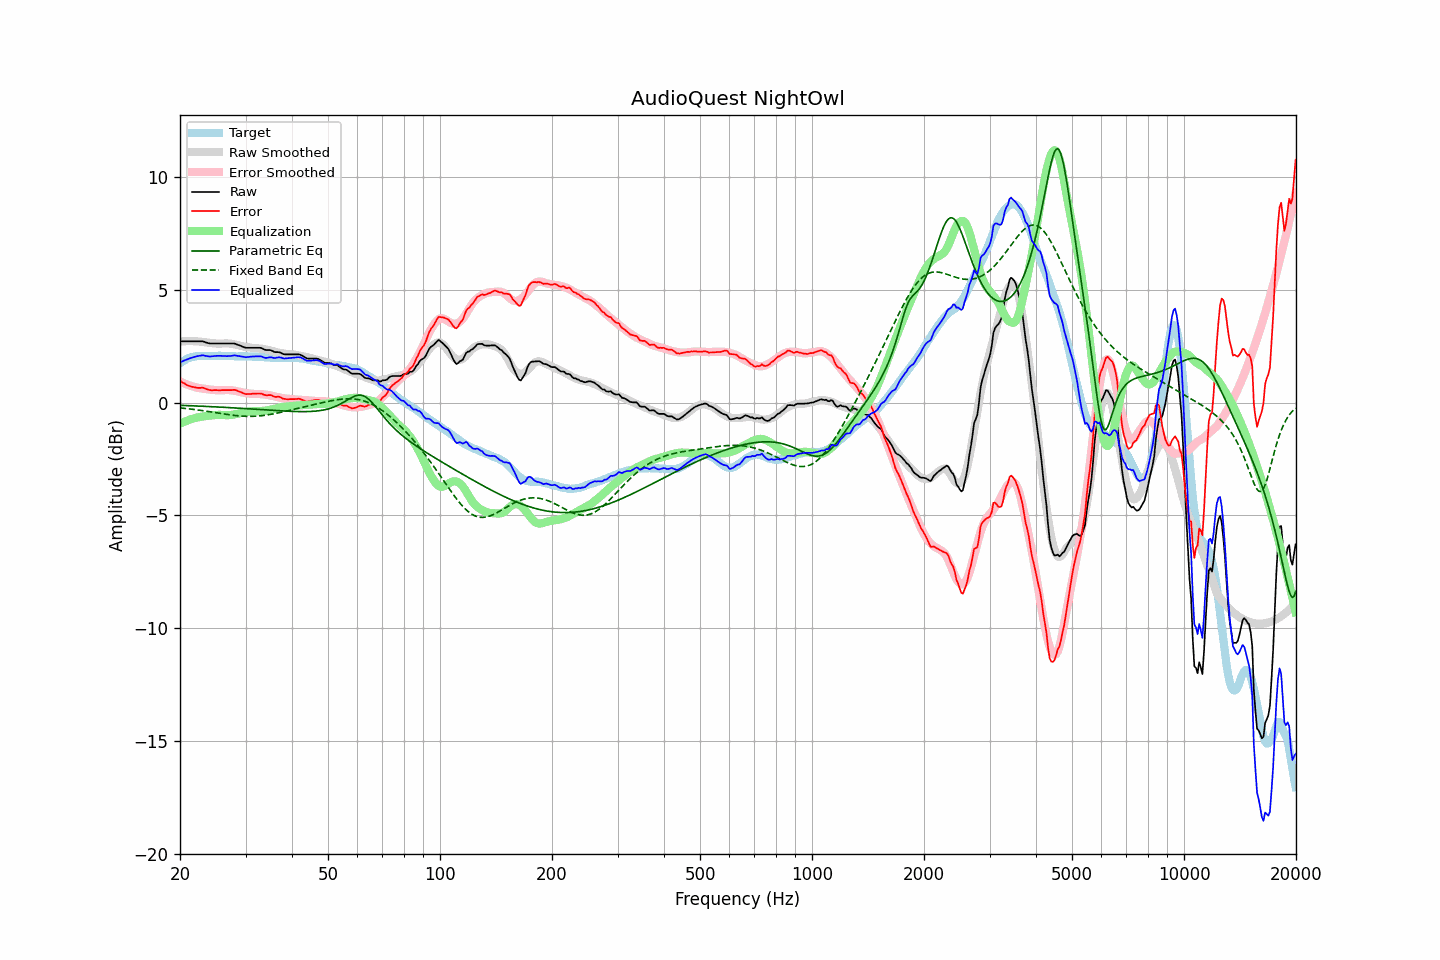 AudioQuest NightOwl
Target
Raw Smoothed
Error Smoothed
Raw
Error
Equalization
Parametric Eq
Fixed Band Eq
Equalized
10
5
0
−5
−10
−15
−20
Amplitude (dBr)
20
50
100
200
500
1000
2000
5000
10000
20000
Frequency (Hz)